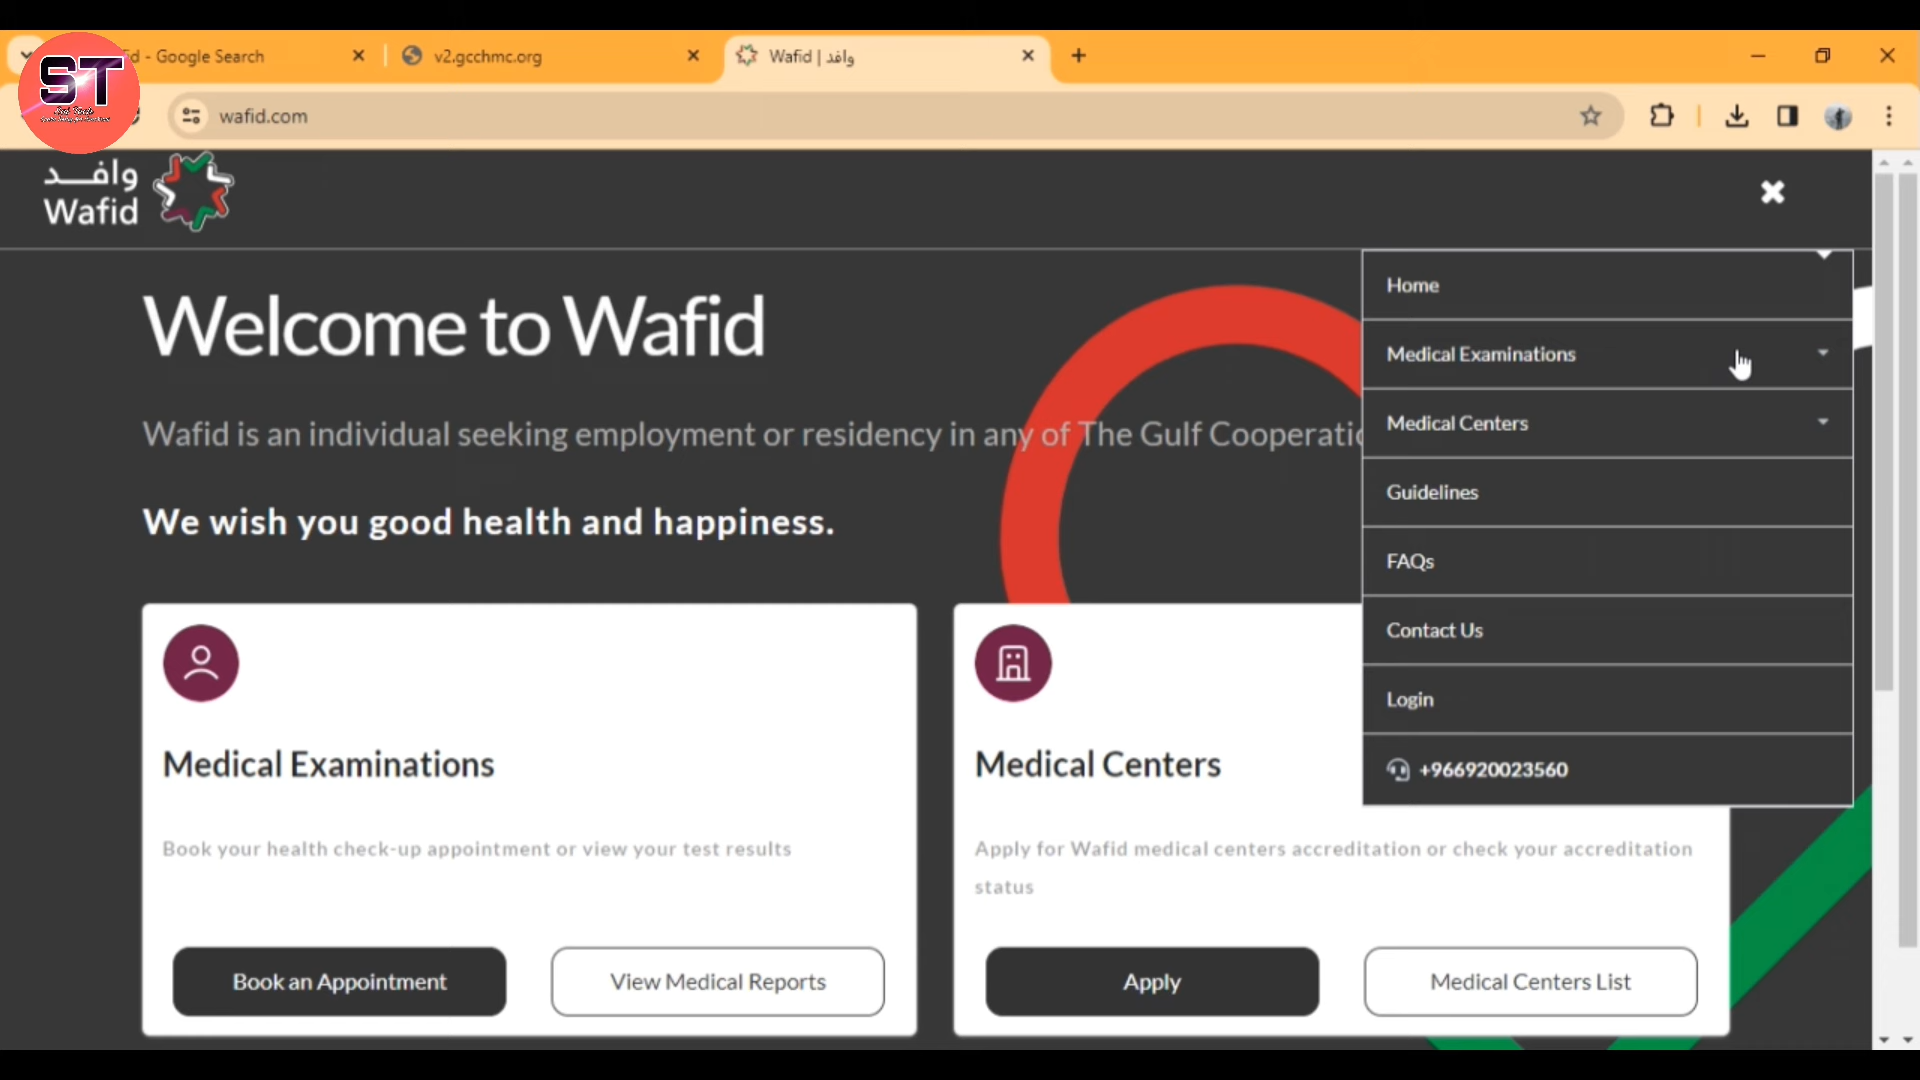 d - Google Search
v2.gcchmc.org
Wafid | وافد
ST
wafid.com
وافـــد
Wafid
Home
Welcome to Wafid
Medical Examinations
Wafid is an individual seeking employment or residency in any of The Gulf Cooperatio
Medical Centers
Guidelines
We wish you good health and happiness.
FAQs
Contact Us
Login
+966920023560
Medical Examinations
Book your health check-up appointment or view your test results
Book an Appointment
View Medical Reports
Medical Centers
Apply for Wafid medical centers accreditation or check your accreditation
status
Apply
Medical Centers List